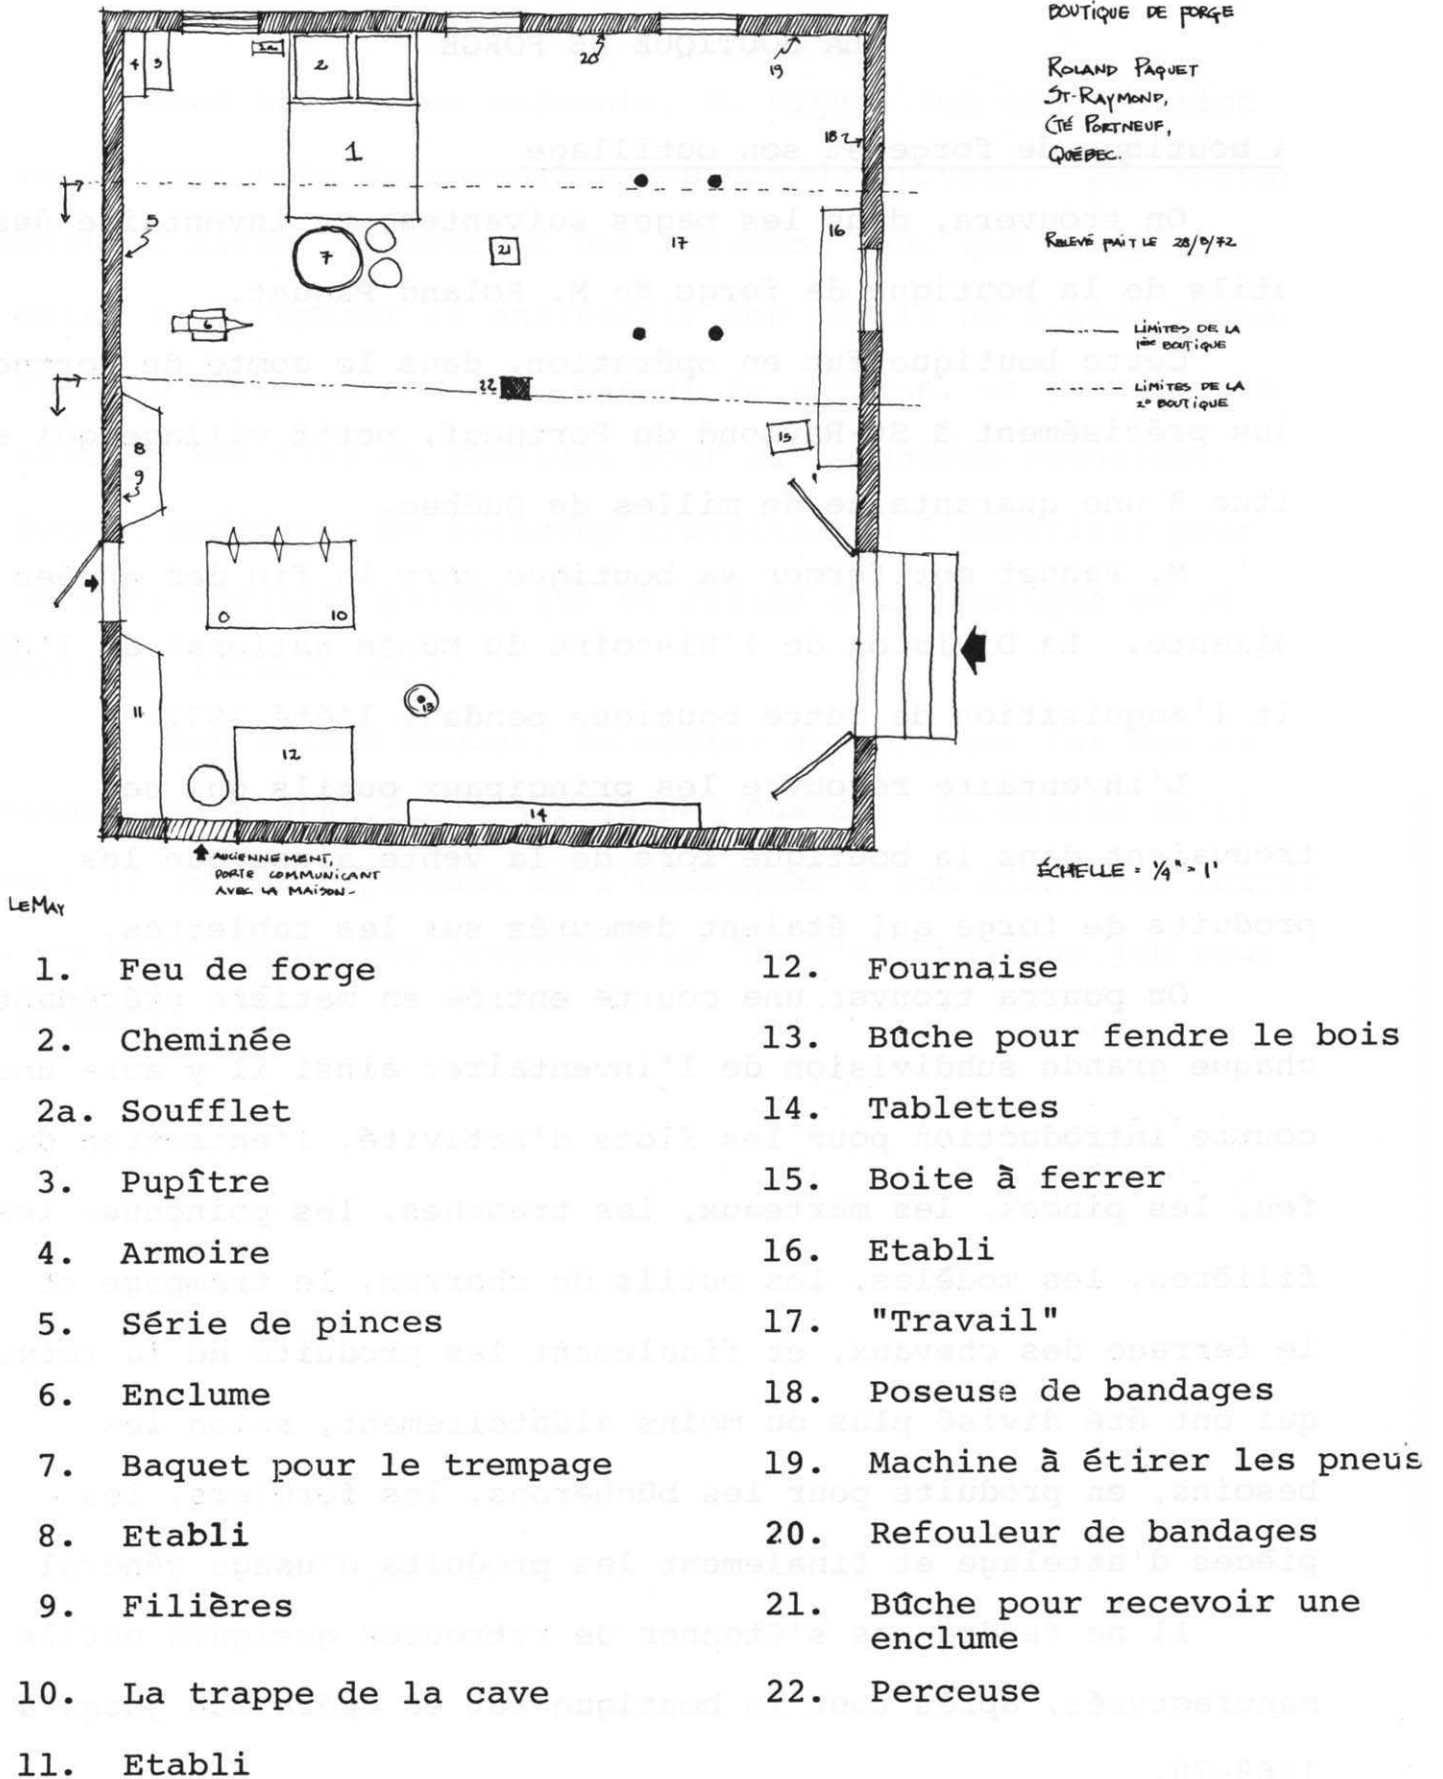 BOUTIQUE DE FORGE
ROLAND PAQUET
ST-RAYMOND,
CTÉ PORTNEUF,
QUÉBEC.
RELEVÉ FAIT LE 28/8/72
LIMITES DE LA
1ère BOUTIQUE
LIMITES DE LA
2e BOUTIQUE
4 3 2a 2 20 19
1 18
5 7 21 17 16
6
22
8 15
9
10
11 13
12
14
ANCIENNEMENT,
PORTE COMMUNICANT
AVEC LA MAISON-
ÉCHELLE = 1/4" = 1'
LEMAY
1. Feu de forge
2. Cheminée
2a. Soufflet
3. Pupître
4. Armoire
5. Série de pinces
6. Enclume
7. Baquet pour le trempage
8. Etabli
9. Filières
10. La trappe de la cave
11. Etabli
12. Fournaise
13. Bûche pour fendre le bois
14. Tablettes
15. Boite à ferrer
16. Etabli
17. "Travail"
18. Poseuse de bandages
19. Machine à étirer les pneus
20. Refouleur de bandages
21. Bûche pour recevoir une
enclume
22. Perceuse